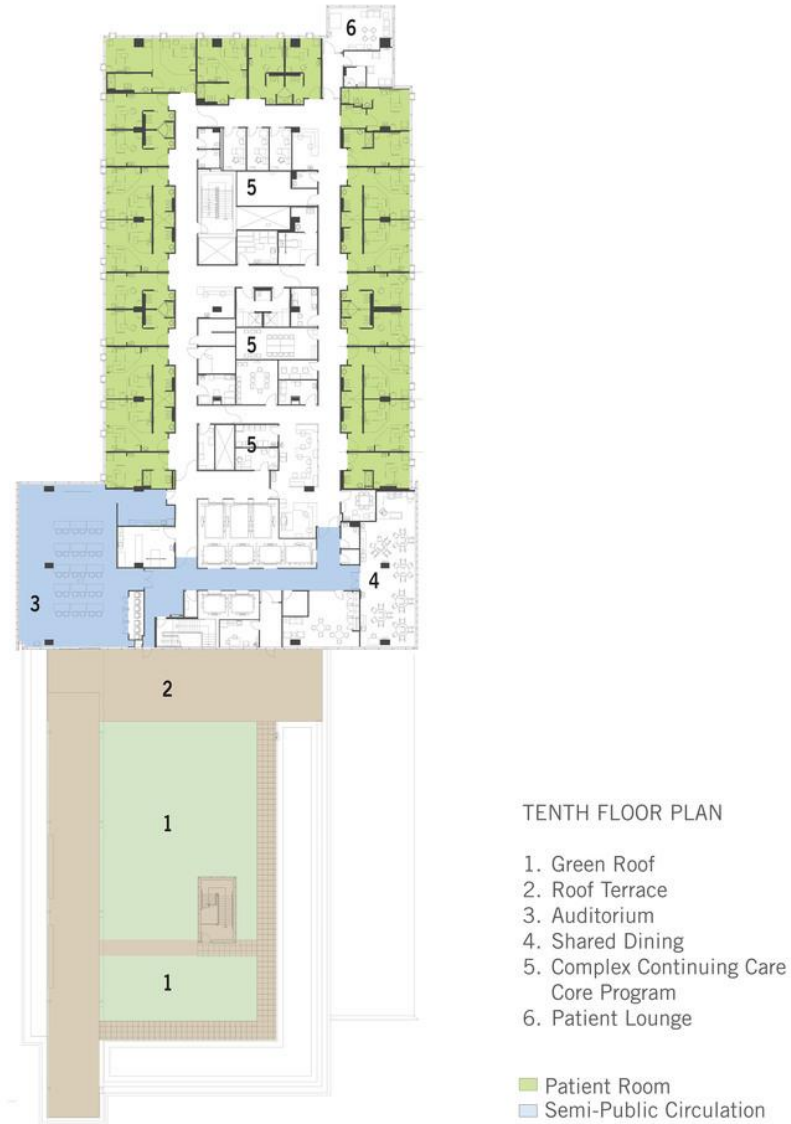 6
5
5
5
3
4
2
1
1
TENTH FLOOR PLAN
1. Green Roof
2. Roof Terrace
3. Auditorium
4. Shared Dining
5. Complex Continuing Care
Core Program
6. Patient Lounge
Patient Room
Semi-Public Circulation